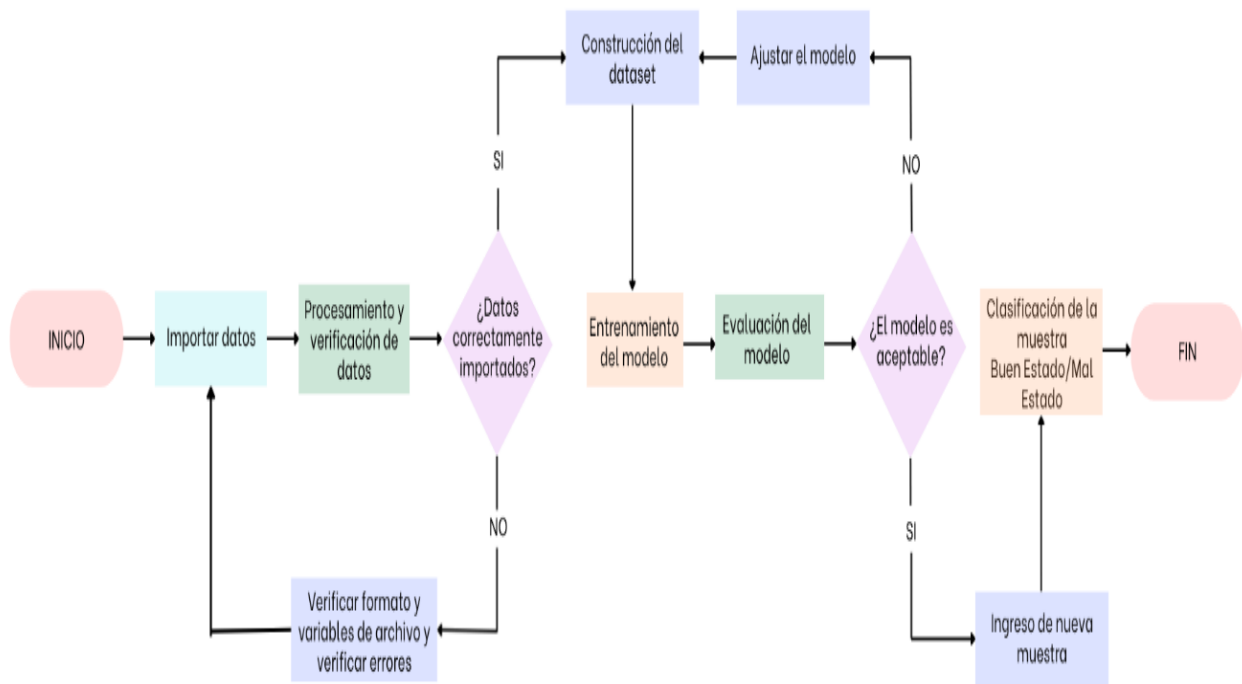 INICIO
Importar datos
Procesamiento y
verificación de
datos
¿Datos
correctamente
importados?
SI
NO
Verificar formato y
variables de archivo y
verificar errores
Construcción del
dataset
Ajustar el modelo
Entrenamiento
del modelo
Evaluación del
modelo
¿El modelo es
aceptable?
NO
SI
Ingreso de nueva
muestra
Clasificación de la
muestra
Buen Estado/Mal
Estado
FIN